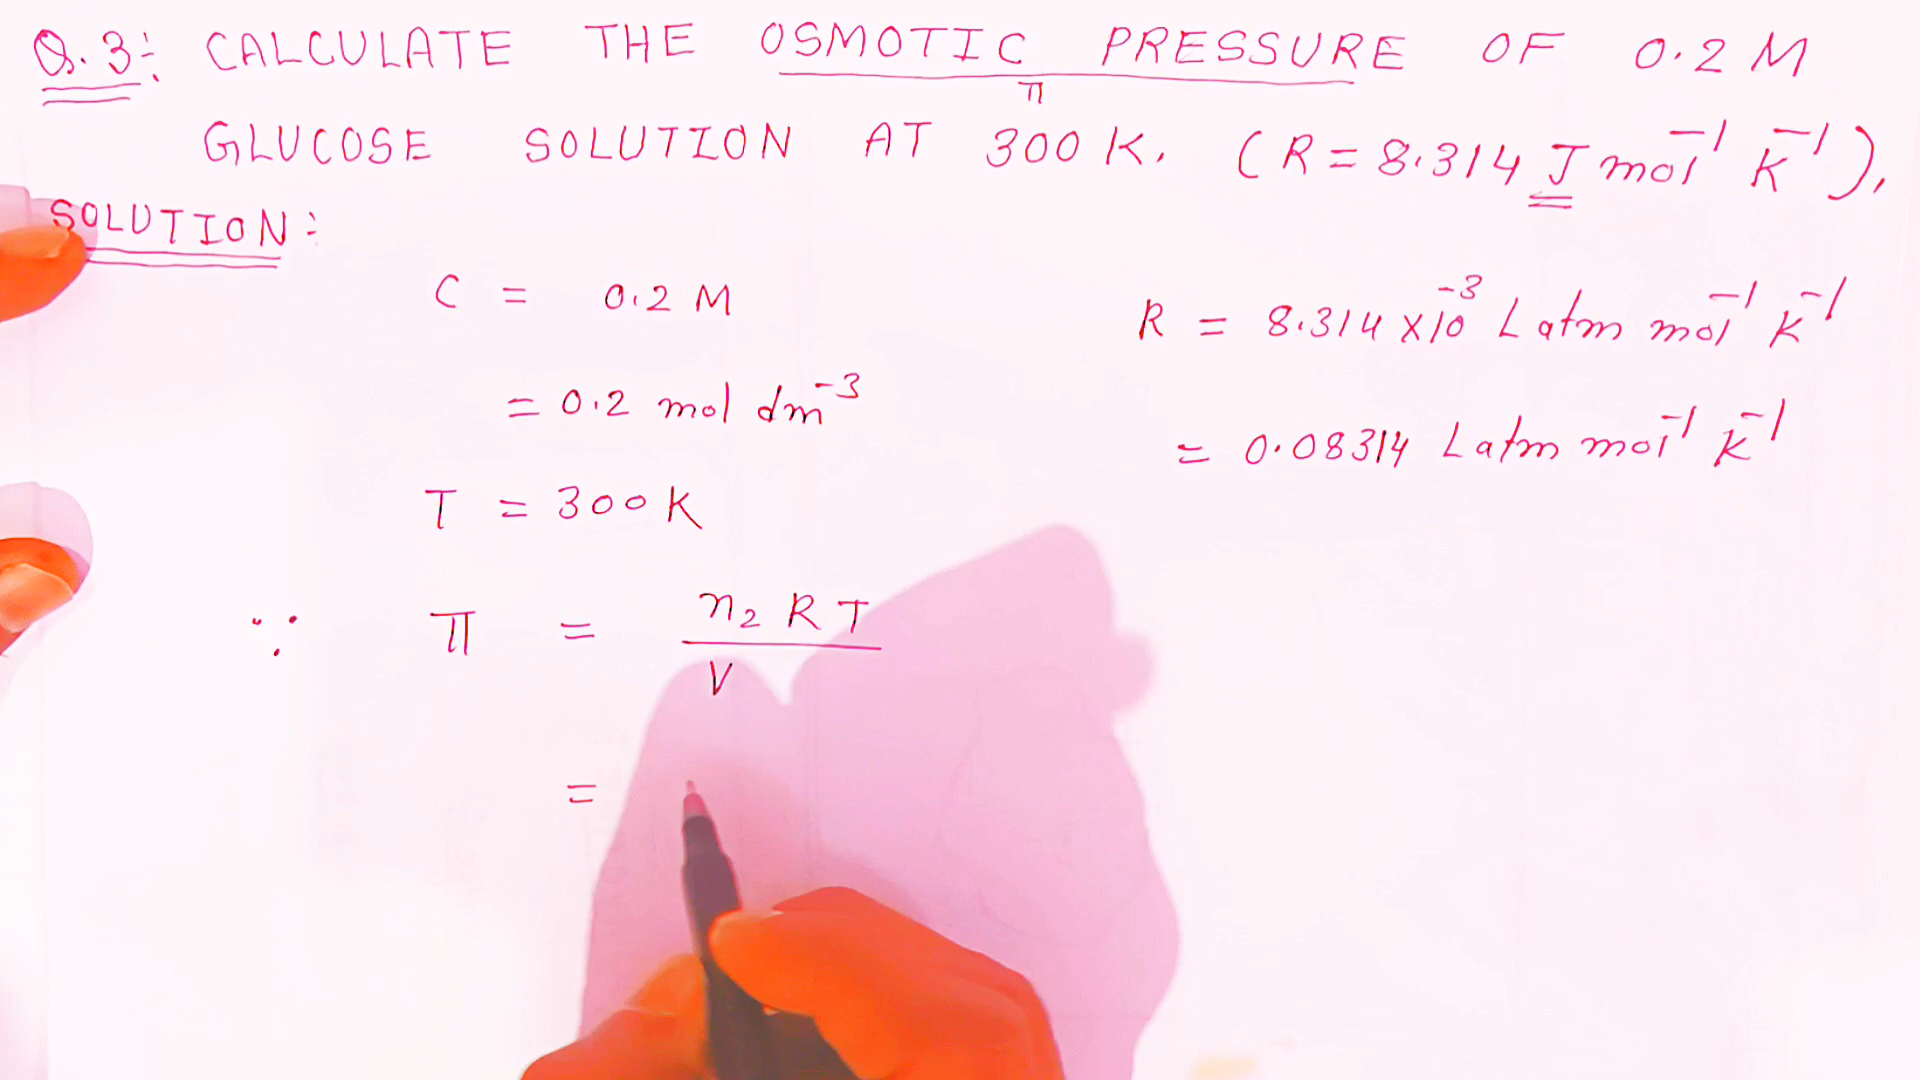 Q.3:- CALCULATE THE OSMOTIC PRESSURE OF 0.2 M
π
GLUCOSE SOLUTION AT 300 K. (R = 8.314 J mol⁻¹ K⁻¹).
SOLUTION:-
C = 0.2 M
= 0.2 mol dm⁻³
T = 300 K
R = 8.314 × 10⁻³ L atm mol⁻¹ K⁻¹
= 0.08314 L atm mol⁻¹ K⁻¹
∵ π = n₂ R T / V
=